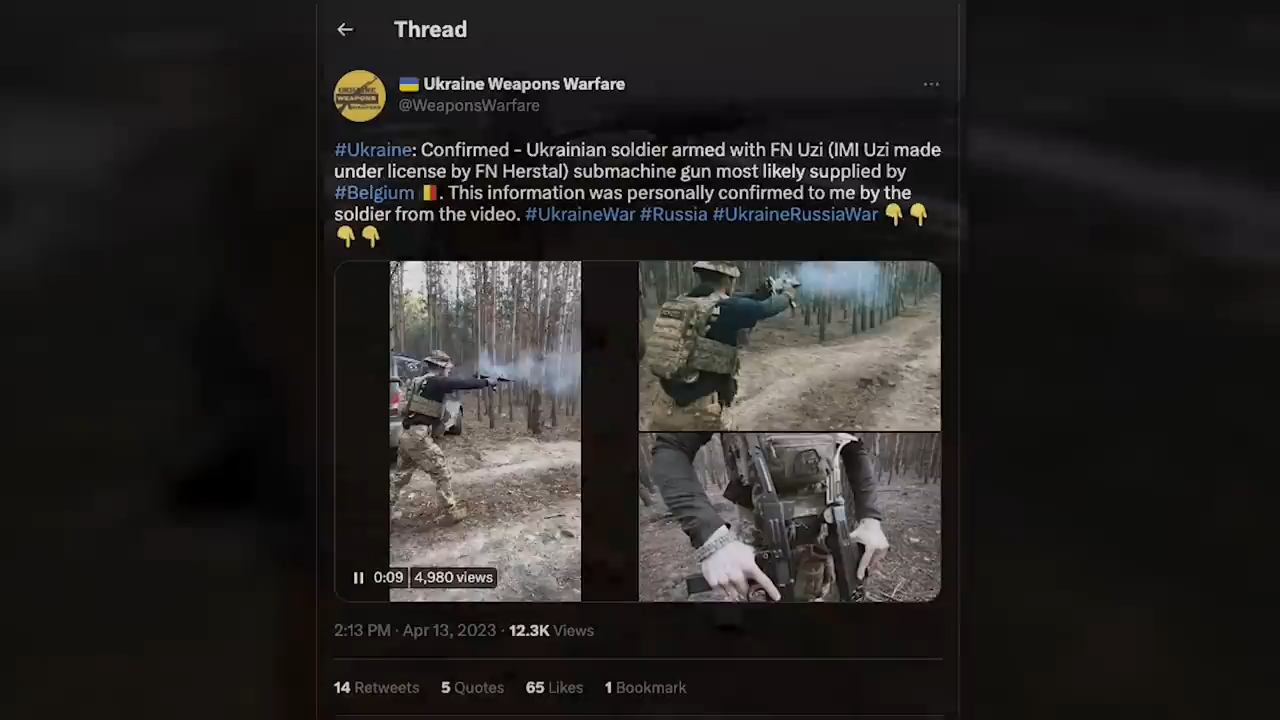 Thread
Ukraine Weapons Warfare
@WeaponsWarfare
UKRAINE
WEAPONS
WARFARE
#Ukraine: Confirmed - Ukrainian soldier armed with FN Uzi (IMI Uzi made
under license by FN Herstal) submachine gun most likely supplied by
#Belgium 🇧🇪. This information was personally confirmed to me by the
soldier from the video. #UkraineWar #Russia #UkraineRussiaWar 👇👇
👇👇
0:09 4,980 views
2:13 PM · Apr 13, 2023 · 12.3K Views
14 Retweets 5 Quotes 65 Likes 1 Bookmark